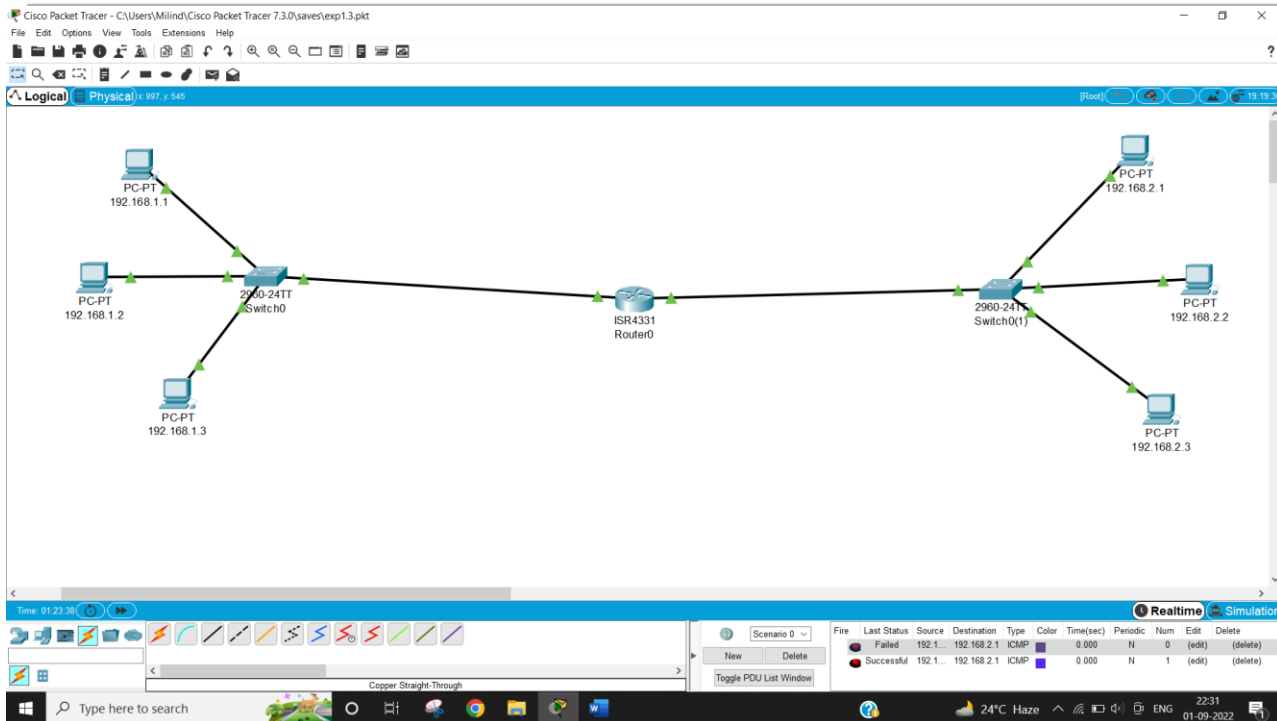 Cisco Packet Tracer - C:\Users\Milind\Cisco Packet Tracer 7.3.0\saves\exp1.3.pkt
File Edit Options View Tools Extensions Help
?
Logical Physical x: 997, y: 545 [Root] 19:19:30
PC-PT
192.168.1.1
PC-PT
192.168.2.1
PC-PT
192.168.1.2
2960-24TT
Switch0
ISR4331
Router0
2960-24TT
Switch0(1)
PC-PT
192.168.2.2
PC-PT
192.168.1.3
PC-PT
192.168.2.3
Time: 01:23:38 Realtime Simulation
Scenario 0
New Delete
Toggle PDU List Window
Fire Last Status Source Destination Type Color Time(sec) Periodic Num Edit Delete
Failed 192.1... 192.168.2.1 ICMP 0.000 N 0 (edit) (delete)
Successful 192.1... 192.168.2.1 ICMP 0.000 N 1 (edit) (delete)
Copper Straight-Through
Type here to search
24°C Haze ENG 22:31
01-09-2022